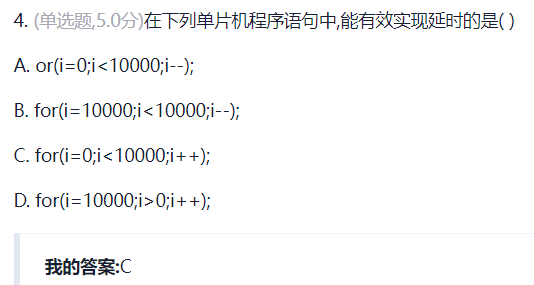 4. (单选题,5.0分)在下列单片机程序语句中,能有效实现延时的是( )
A. or(i=0;i<10000;i--);
B. for(i=10000;i<10000;i--);
C. for(i=0;i<10000;i++);
D. for(i=10000;i>0;i++);
我的答案:C